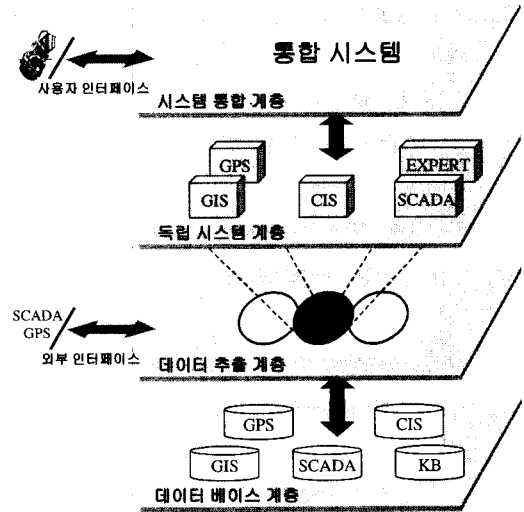 통합 시스템
사용자 인터페이스
시스템 통합 계층
GPS
EXPERT
GIS
CIS
SCADA
독립 시스템 계층
SCADA
GPS
외부 인터페이스
데이터 추출 계층
GPS
CIS
GIS
SCADA
KB
데이터 베이스 계층